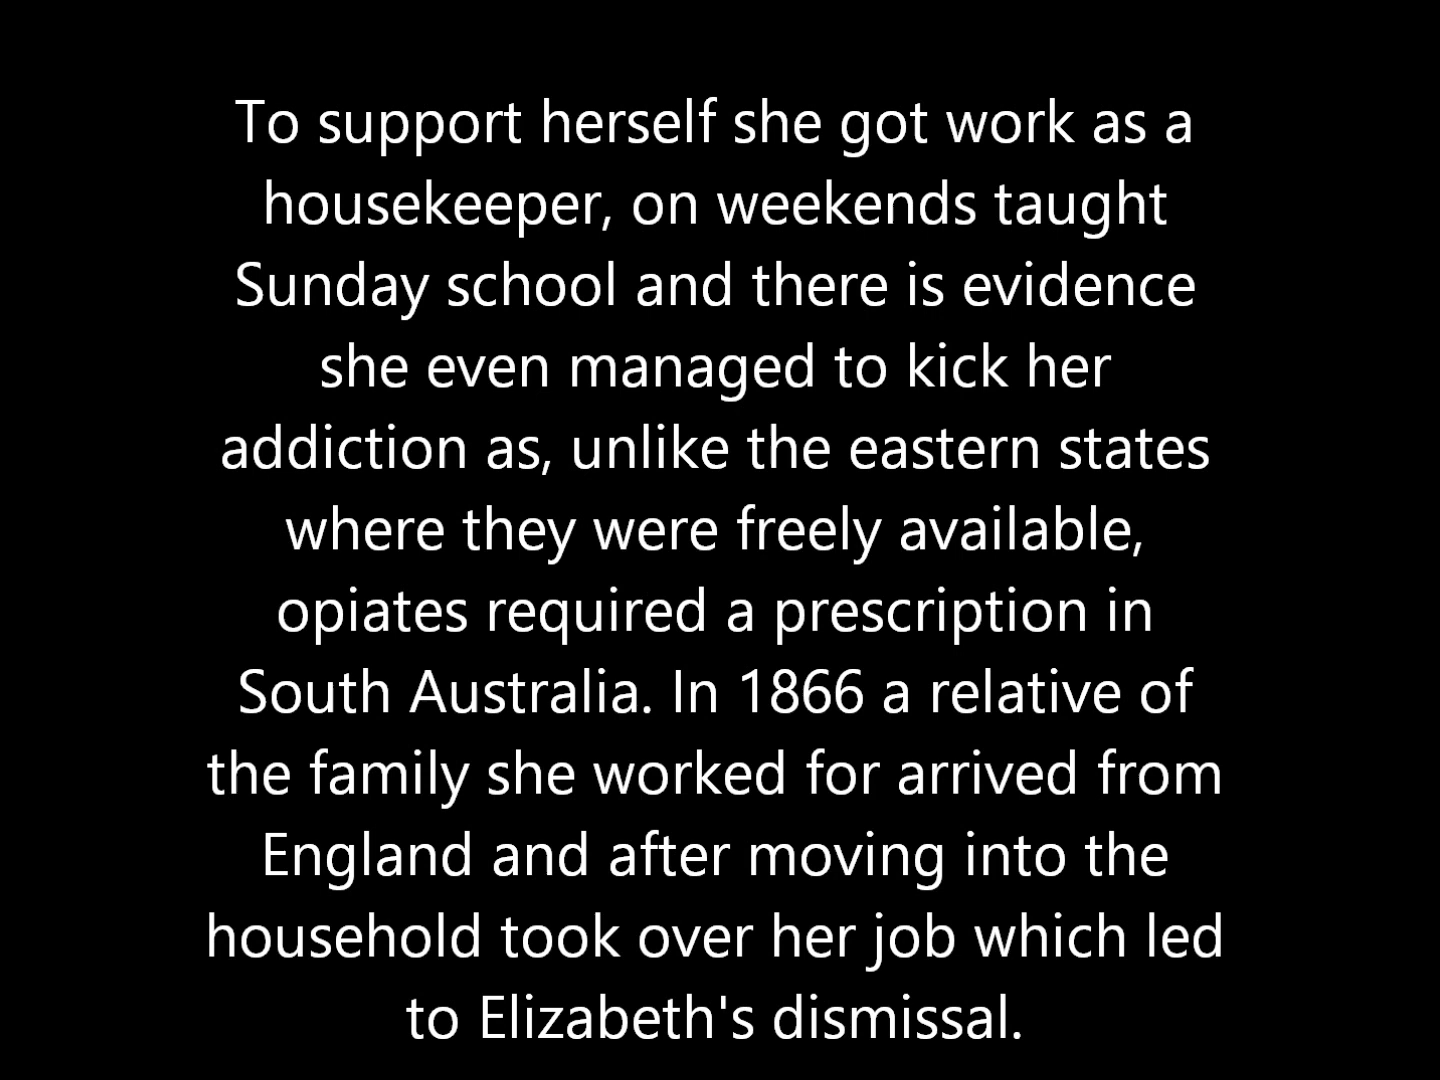 To support herself she got work as a
housekeeper, on weekends taught
Sunday school and there is evidence
she even managed to kick her
addiction as, unlike the eastern states
where they were freely available,
opiates required a prescription in
South Australia. In 1866 a relative of
the family she worked for arrived from
England and after moving into the
household took over her job which led
to Elizabeth's dismissal.